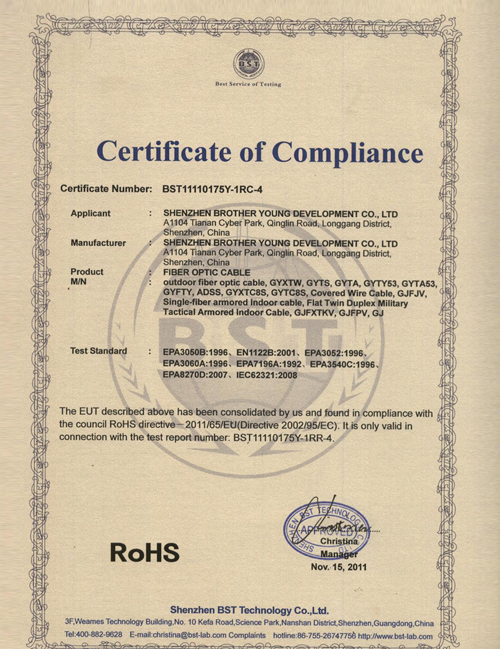 BST
Best Service of Testing
Certificate of Compliance
Certificate Number: BST11110175Y-1RC-4
Applicant : SHENZHEN BROTHER YOUNG DEVELOPMENT CO., LTD
A1104 Tianan Cyber Park, Qinglin Road, Longgang District,
Shenzhen, China
Manufacturer : SHENZHEN BROTHER YOUNG DEVELOPMENT CO., LTD
A1104 Tianan Cyber Park, Qinglin Road, Longgang District,
Shenzhen, China
Product : FIBER OPTIC CABLE
M/N : outdoor fiber optic cable, GYXTW, GYTS, GYTA, GYTY53, GYTA53,
GYFTY, ADSS, GYXTC8S, GYTC8S, Covered Wire Cable, GJFJV,
Single-fiber armored Indoor cable, Flat Twin Duplex Military
Tactical Armored Indoor Cable, GJFXTKV, GJFPV, GJ
BST
Test Standard : EPA3050B:1996、EN1122B:2001、EPA3052:1996、
EPA3060A:1996、EPA7196A:1992、EPA3540C:1996、
EPA8270D:2007、IEC62321:2008
The EUT described above has been consolidated by us and found in compliance with
the council RoHS directive – 2011/65/EU(Directive 2002/95/EC). It is only valid in
connection with the test report number: BST11110175Y-1RR-4.
SHENZHEN BST TECHNOLOGY CO., LTD
APPROVED
Christina
Manager
Nov. 15, 2011
RoHS
Shenzhen BST Technology Co.,Ltd.
3F,Weames Technology Building,No. 10 Kefa Road,Science Park,Nanshan District,Shenzhen,Guangdong,China
Tel:400-882-9628 E-mail:christina@bst-lab.com Complaints hotline:86-755-26747756 http://www.bst-lab.com